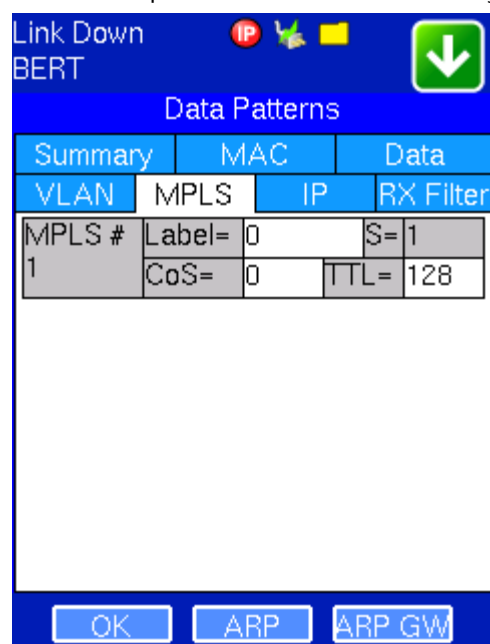 Link Down
IP
BERT
Data Patterns
Summary MAC Data
VLAN MPLS IP RX Filter
MPLS # Label= 0 S= 1
1 CoS= 0 TTL= 128
OK ARP ARP GW